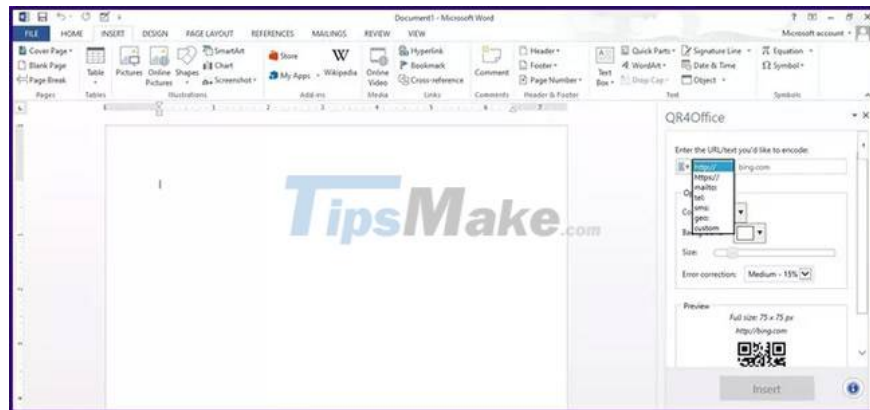 Document1 - Microsoft Word
FILE HOME INSERT DESIGN PAGE LAYOUT REFERENCES MAILINGS REVIEW VIEW Microsoft account
Cover Page
Blank Page
Page Break
Pages
Table
Tables
Pictures
Online Pictures
Shapes
SmartArt
Chart
Screenshot
Illustrations
Store
My Apps
Wikipedia
Add-ins
Online Video
Media
Hyperlink
Bookmark
Cross-reference
Links
Comment
Comments
Header
Footer
Page Number
Header & Footer
Text Box
Quick Parts
WordArt
Drop Cap
Signature Line
Date & Time
Object
Text
Equation
Symbol
Symbols
TipsMake.com
QR4Office
Enter the URL/text you'd like to encode:
http:// bing.com
https://
mailto:
tel:
sms:
geo:
custom
Size:
Error correction: Medium - 15%
Preview
Full size: 75 x 75 px
http://bing.com
Insert